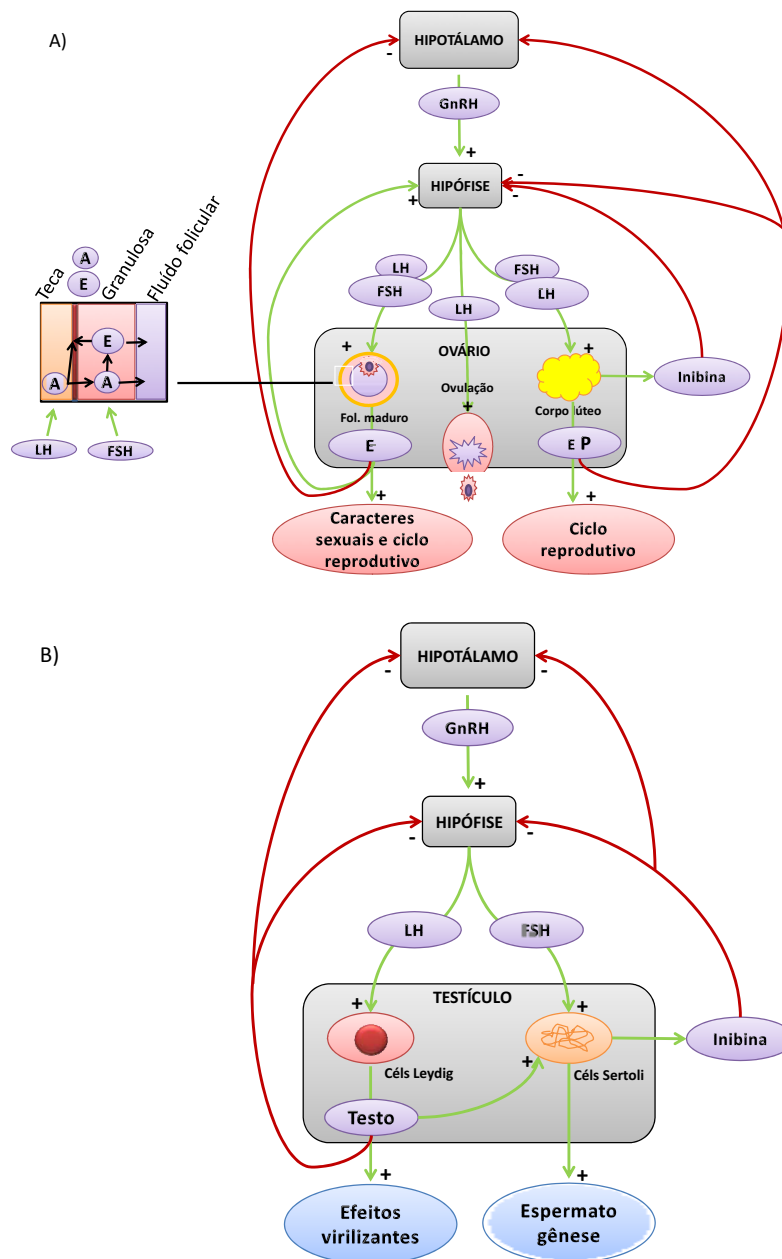 A)
HIPOTÁLAMO
-
GnRH
+
HIPÓFISE
+
-
-
Teca
Granulosa
Fluído folicular
A
E
E
A
A
LH
FSH
LH
FSH
LH
FSH
LH
+
OVÁRIO
+
Ovulação
+
Fol. maduro
Corpo lúteo
Inibina
E
E P
+
+
Caracteres
sexuais e ciclo
reprodutivo
Ciclo
reprodutivo
B)
HIPOTÁLAMO
-
-
GnRH
+
HIPÓFISE
-
-
LH
FSH
TESTÍCULO
+
+
Inibina
Céls Leydig
+
Céls Sertoli
Testo
+
+
Efeitos
virilizantes
Espermato
gênese